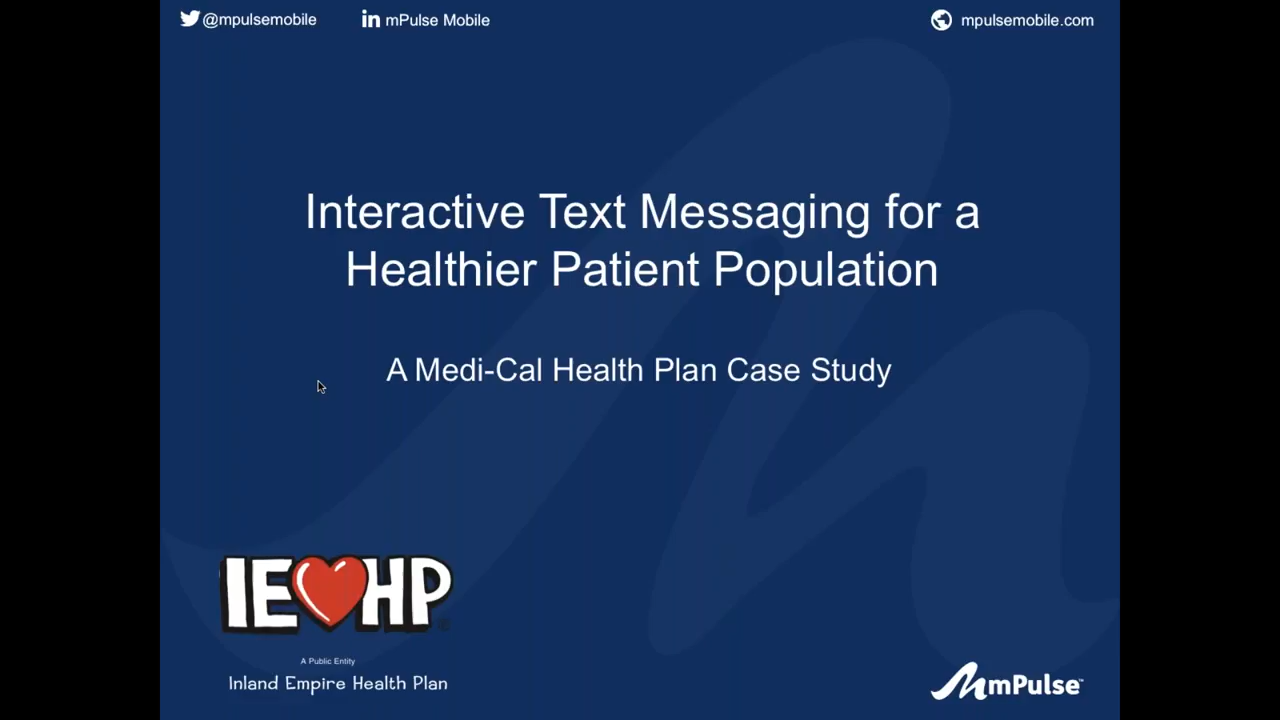 @mpulsemobile
mPulse Mobile
mpulsemobile.com
Interactive Text Messaging for a
Healthier Patient Population
A Medi-Cal Health Plan Case Study
IEHP
A Public Entity
Inland Empire Health Plan
mPulse™